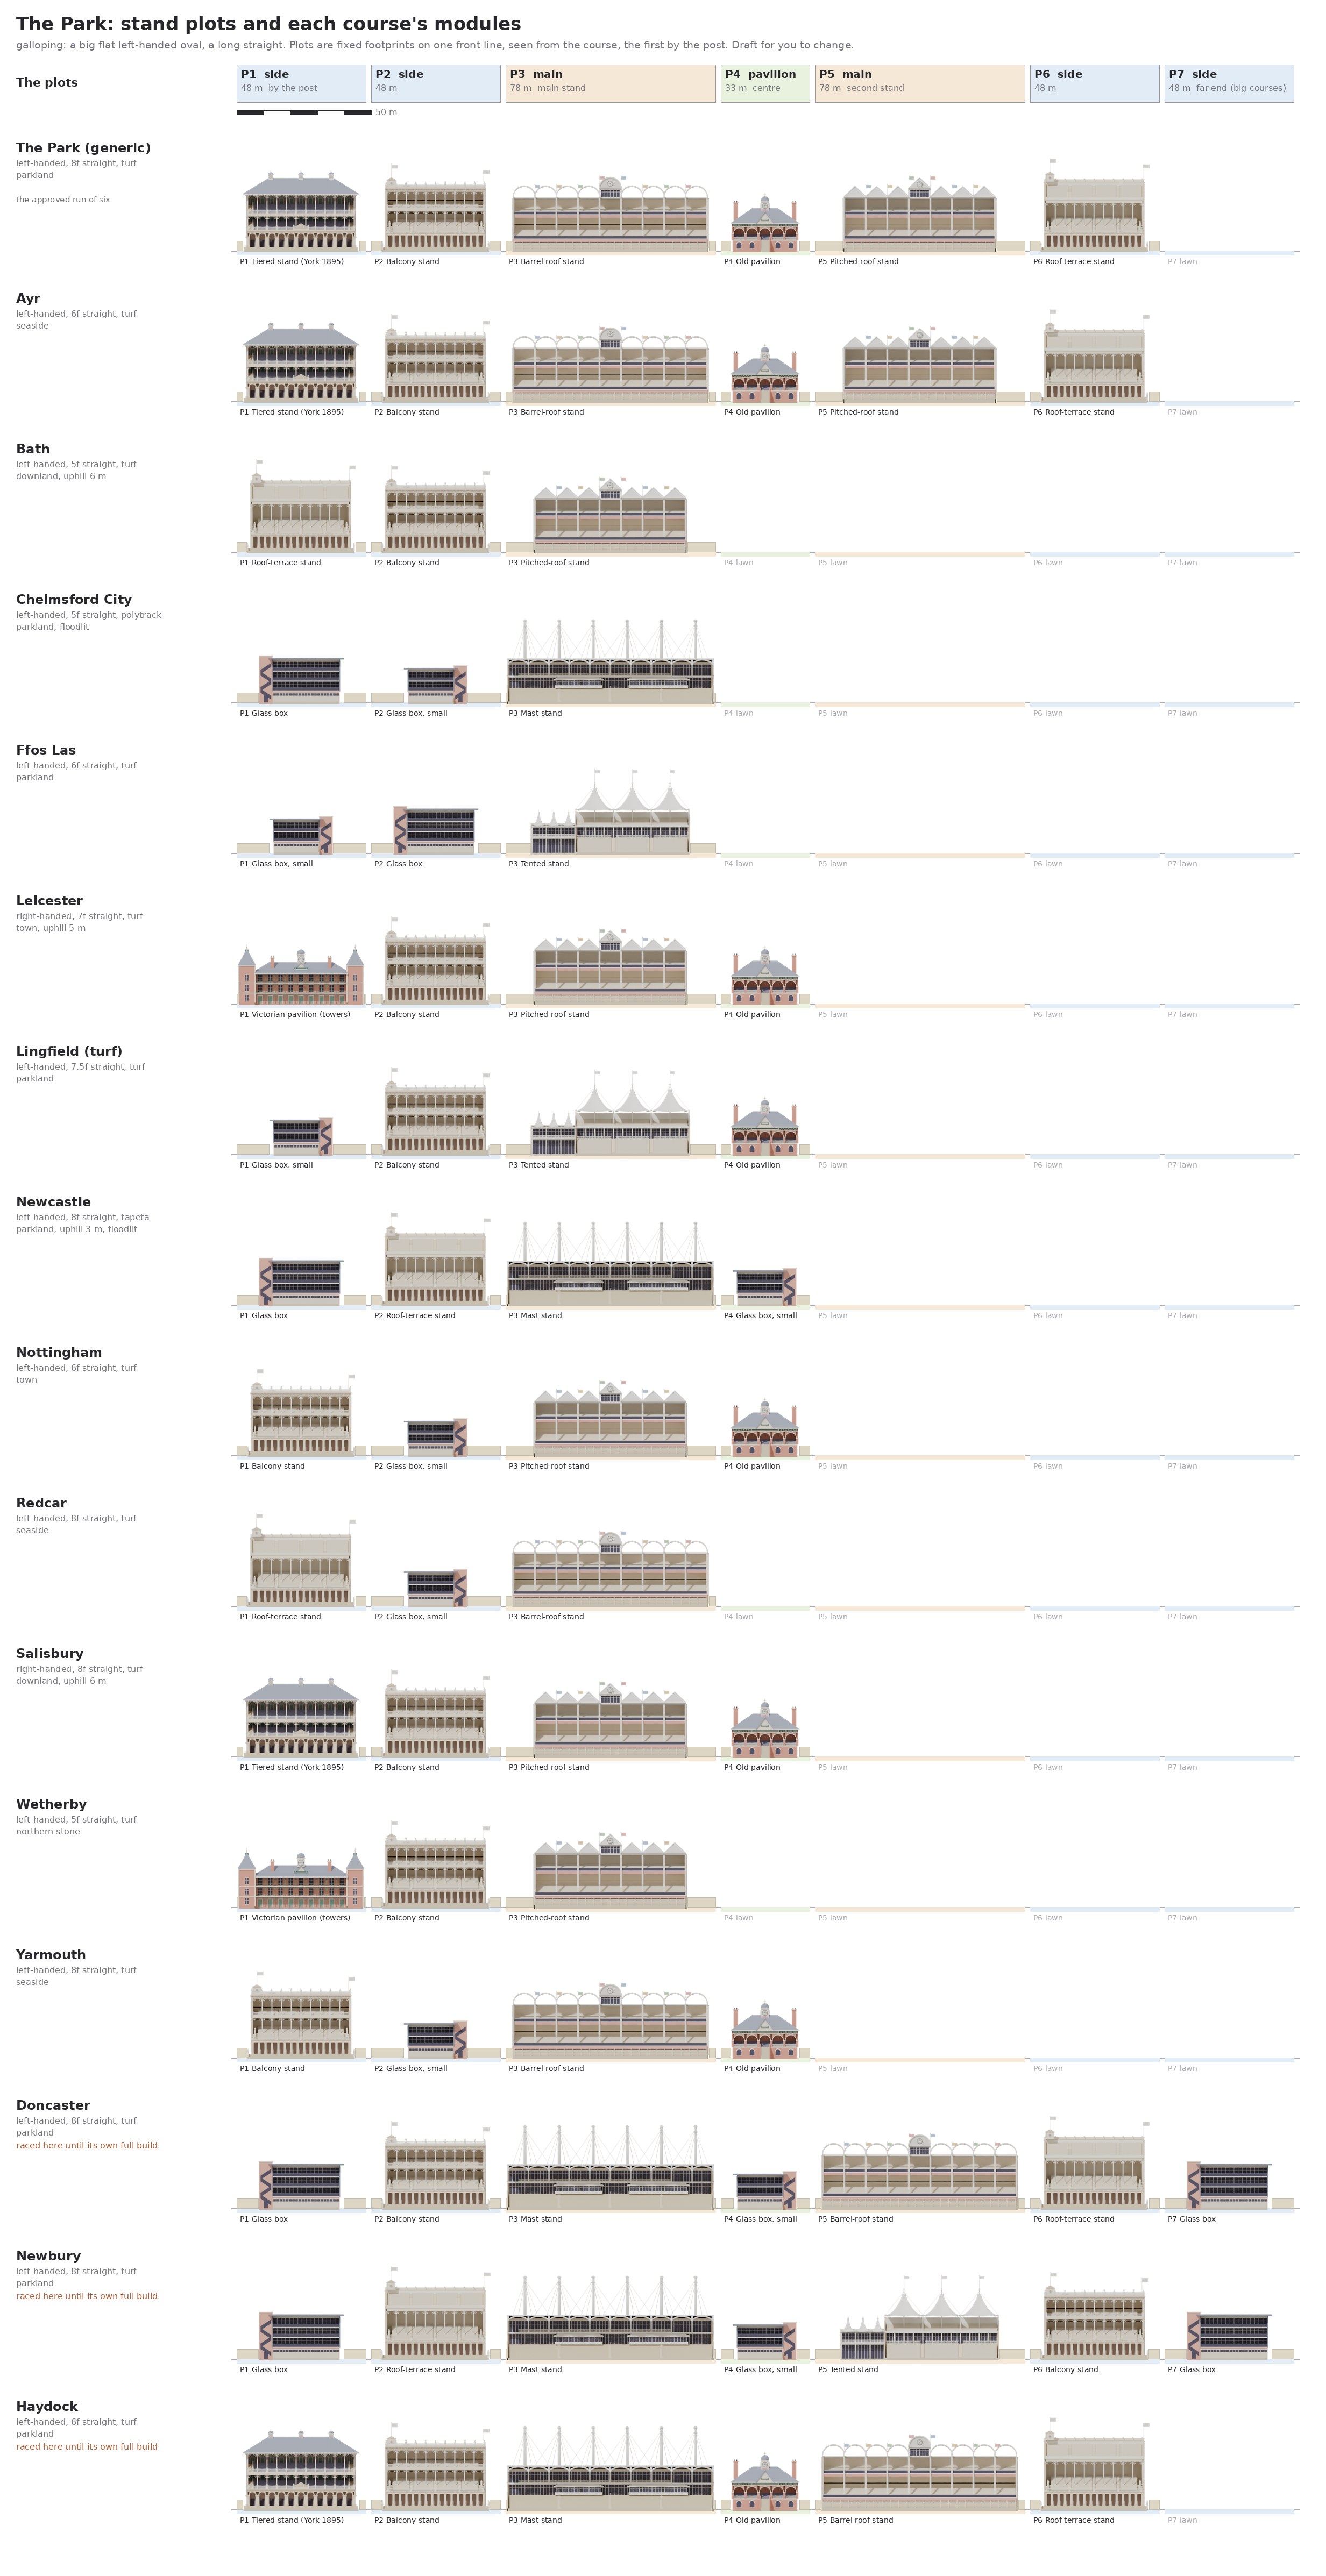 The Park: stand plots and each course's modules
galloping: a big flat left-handed oval, a long straight. Plots are fixed footprints on one front line, seen from the course, the first by the post. Draft for you to change.
The plots
P1 side
48 m by the post
P2 side
48 m
P3 main
78 m main stand
P4 pavilion
33 m centre
P5 main
78 m second stand
P6 side
48 m
P7 side
48 m far end (big courses)
50 m
The Park (generic)
left-handed, 8f straight, turf
parkland
the approved run of six
P1 Tiered stand (York 1895)
P2 Balcony stand
P3 Barrel-roof stand
P4 Old pavilion
P5 Pitched-roof stand
P6 Roof-terrace stand
P7 lawn
Ayr
left-handed, 6f straight, turf
seaside
P1 Tiered stand (York 1895)
P2 Balcony stand
P3 Barrel-roof stand
P4 Old pavilion
P5 Pitched-roof stand
P6 Roof-terrace stand
P7 lawn
Bath
left-handed, 5f straight, turf
downland, uphill 6 m
P1 Roof-terrace stand
P2 Balcony stand
P3 Pitched-roof stand
P4 lawn
P5 lawn
P6 lawn
P7 lawn
Chelmsford City
left-handed, 5f straight, polytrack
parkland, floodlit
P1 Glass box
P2 Glass box, small
P3 Mast stand
P4 lawn
P5 lawn
P6 lawn
P7 lawn
Ffos Las
left-handed, 6f straight, turf
parkland
P1 Glass box, small
P2 Glass box
P3 Tented stand
P4 lawn
P5 lawn
P6 lawn
P7 lawn
Leicester
right-handed, 7f straight, turf
town, uphill 5 m
P1 Victorian pavilion (towers)
P2 Balcony stand
P3 Pitched-roof stand
P4 Old pavilion
P5 lawn
P6 lawn
P7 lawn
Lingfield (turf)
left-handed, 7.5f straight, turf
parkland
P1 Glass box, small
P2 Balcony stand
P3 Tented stand
P4 Old pavilion
P5 lawn
P6 lawn
P7 lawn
Newcastle
left-handed, 8f straight, tapeta
parkland, uphill 3 m, floodlit
P1 Glass box
P2 Roof-terrace stand
P3 Mast stand
P4 Glass box, small
P5 lawn
P6 lawn
P7 lawn
Nottingham
left-handed, 6f straight, turf
town
P1 Balcony stand
P2 Glass box, small
P3 Pitched-roof stand
P4 Old pavilion
P5 lawn
P6 lawn
P7 lawn
Redcar
left-handed, 8f straight, turf
seaside
P1 Roof-terrace stand
P2 Glass box, small
P3 Barrel-roof stand
P4 lawn
P5 lawn
P6 lawn
P7 lawn
Salisbury
right-handed, 8f straight, turf
downland, uphill 6 m
P1 Tiered stand (York 1895)
P2 Balcony stand
P3 Pitched-roof stand
P4 Old pavilion
P5 lawn
P6 lawn
P7 lawn
Wetherby
left-handed, 5f straight, turf
northern stone
P1 Victorian pavilion (towers)
P2 Balcony stand
P3 Pitched-roof stand
P4 lawn
P5 lawn
P6 lawn
P7 lawn
Yarmouth
left-handed, 8f straight, turf
seaside
P1 Balcony stand
P2 Glass box, small
P3 Barrel-roof stand
P4 Old pavilion
P5 lawn
P6 lawn
P7 lawn
Doncaster
left-handed, 8f straight, turf
parkland
raced here until its own full build
P1 Glass box
P2 Balcony stand
P3 Mast stand
P4 Glass box, small
P5 Barrel-roof stand
P6 Roof-terrace stand
P7 Glass box
Newbury
left-handed, 8f straight, turf
parkland
raced here until its own full build
P1 Glass box
P2 Roof-terrace stand
P3 Mast stand
P4 Glass box, small
P5 Tented stand
P6 Balcony stand
P7 Glass box
Haydock
left-handed, 6f straight, turf
parkland
raced here until its own full build
P1 Tiered stand (York 1895)
P2 Balcony stand
P3 Mast stand
P4 Old pavilion
P5 Barrel-roof stand
P6 Roof-terrace stand
P7 lawn